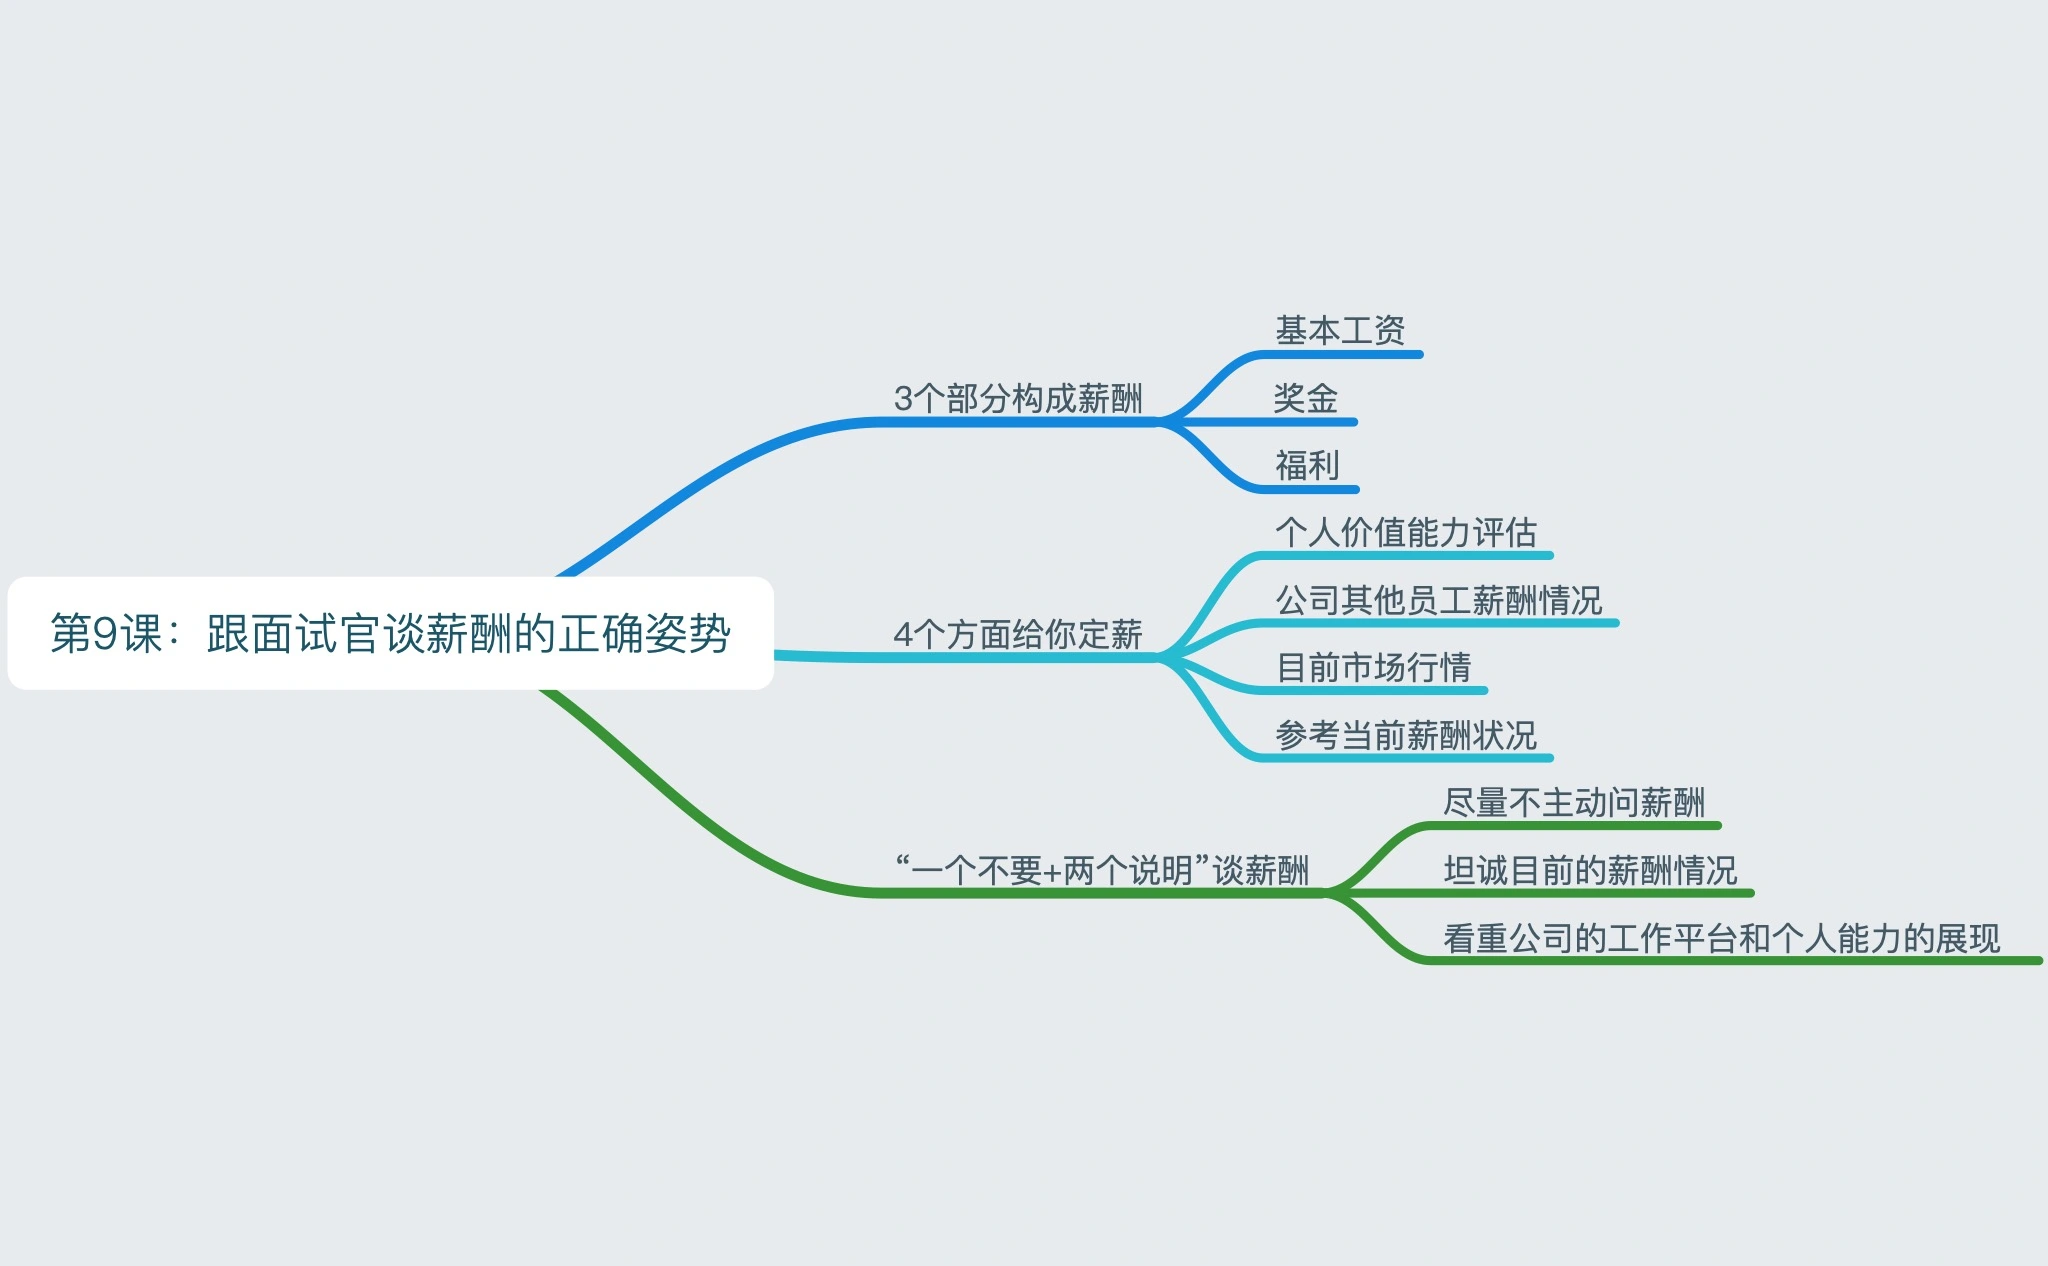 第9课：跟面试官谈薪酬的正确姿势
3个部分构成薪酬
基本工资
奖金
福利
4个方面给你定薪
个人价值能力评估
公司其他员工薪酬情况
目前市场行情
参考当前薪酬状况
“一个不要+两个说明”谈薪酬
尽量不主动问薪酬
坦诚目前的薪酬情况
看重公司的工作平台和个人能力的展现